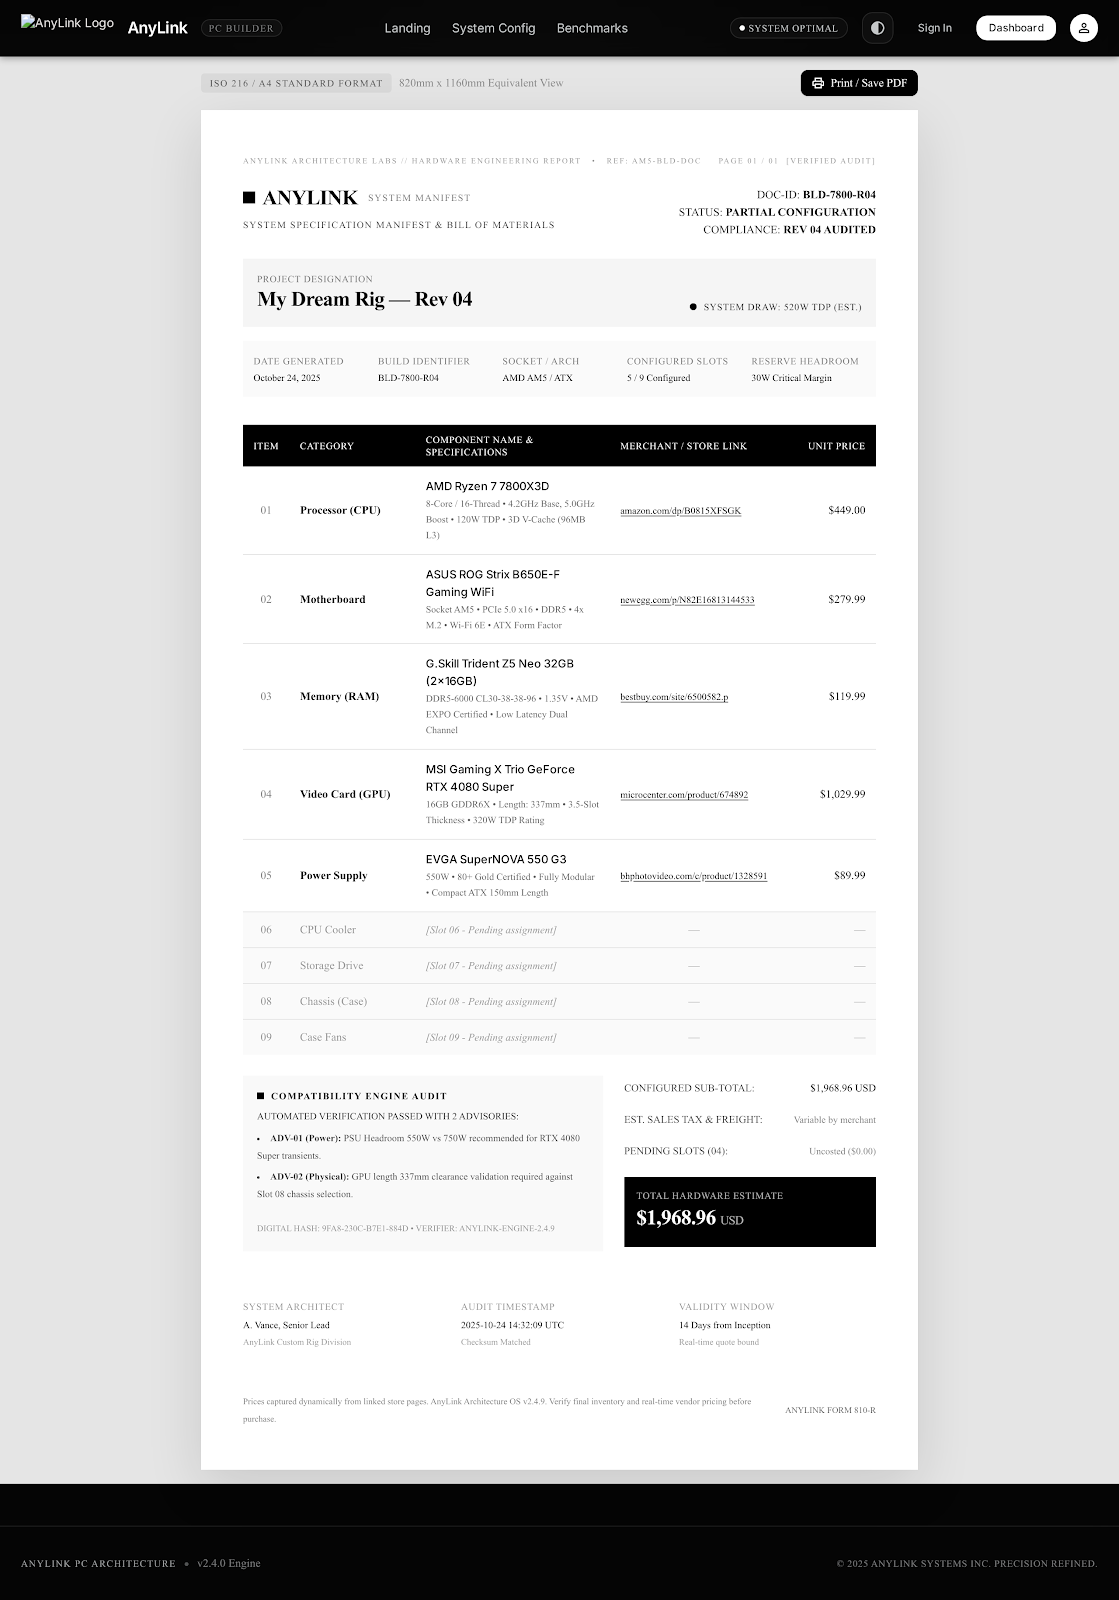 AnyLink Logo AnyLink PC BUILDER Landing System Config Benchmarks SYSTEM OPTIMAL Sign In Dashboard
ISO 216 / A4 STANDARD FORMAT 820mm x 1160mm Equivalent View Print / Save PDF
ANYLINK ARCHITECTURE LABS // HARDWARE ENGINEERING REPORT • REF: AM5-BLD-DOC PAGE 01 / 01 [VERIFIED AUDIT]
ANYLINK SYSTEM MANIFEST
SYSTEM SPECIFICATION MANIFEST & BILL OF MATERIALS
DOC-ID: BLD-7800-R04
STATUS: PARTIAL CONFIGURATION
COMPLIANCE: REV 04 AUDITED
PROJECT DESIGNATION
My Dream Rig — Rev 04
● SYSTEM DRAW: 520W TDP (EST.)
DATE GENERATED BUILD IDENTIFIER SOCKET / ARCH CONFIGURED SLOTS RESERVE HEADROOM
October 24, 2025 BLD-7800-R04 AMD AM5 / ATX 5 / 9 Configured 30W Critical Margin
ITEM CATEGORY COMPONENT NAME & SPECIFICATIONS MERCHANT / STORE LINK UNIT PRICE
01 Processor (CPU)
AMD Ryzen 7 7800X3D
8-Core / 16-Thread • 4.2GHz Base, 5.0GHz
Boost • 120W TDP • 3D V-Cache (96MB
L3)
amazon.com/dp/B0815XFSGK $449.00
02 Motherboard
ASUS ROG Strix B650E-F
Gaming WiFi
Socket AM5 • PCIe 5.0 x16 • DDR5 • 4x
M.2 • Wi-Fi 6E • ATX Form Factor
newegg.com/p/N82E16813144533 $279.99
03 Memory (RAM)
G.Skill Trident Z5 Neo 32GB
(2×16GB)
DDR5-6000 CL30-38-38-96 • 1.35V • AMD
EXPO Certified • Low Latency Dual
Channel
bestbuy.com/site/6500582.p $119.99
04 Video Card (GPU)
MSI Gaming X Trio GeForce
RTX 4080 Super
16GB GDDR6X • Length: 337mm • 3.5-Slot
Thickness • 320W TDP Rating
microcenter.com/product/674892 $1,029.99
05 Power Supply
EVGA SuperNOVA 550 G3
550W • 80+ Gold Certified • Fully Modular
• Compact ATX 150mm Length
bhphotovideo.com/c/product/1328591 $89.99
06 CPU Cooler [Slot 06 - Pending assignment] — —
07 Storage Drive [Slot 07 - Pending assignment] — —
08 Chassis (Case) [Slot 08 - Pending assignment] — —
09 Case Fans [Slot 09 - Pending assignment] — —
COMPATIBILITY ENGINE AUDIT
AUTOMATED VERIFICATION PASSED WITH 2 ADVISORIES:
• ADV-01 (Power): PSU Headroom 550W vs 750W recommended for RTX 4080
Super transients.
• ADV-02 (Physical): GPU length 337mm clearance validation required against
Slot 08 chassis selection.
DIGITAL HASH: 9FA8-230C-B7E1-884D • VERIFIER: ANYLINK-ENGINE-2.4.9
CONFIGURED SUB-TOTAL: $1,968.96 USD
EST. SALES TAX & FREIGHT: Variable by merchant
PENDING SLOTS (04): Uncosted ($0.00)
TOTAL HARDWARE ESTIMATE
$1,968.96 USD
SYSTEM ARCHITECT AUDIT TIMESTAMP VALIDITY WINDOW
A. Vance, Senior Lead 2025-10-24 14:32:09 UTC 14 Days from Inception
AnyLink Custom Rig Division Checksum Matched Real-time quote bound
Prices captured dynamically from linked store pages. AnyLink Architecture OS v2.4.9. Verify final inventory and real-time vendor pricing before
purchase.
ANYLINK FORM 810-R
ANYLINK PC ARCHITECTURE • v2.4.0 Engine © 2025 ANYLINK SYSTEMS INC. PRECISION REFINED.